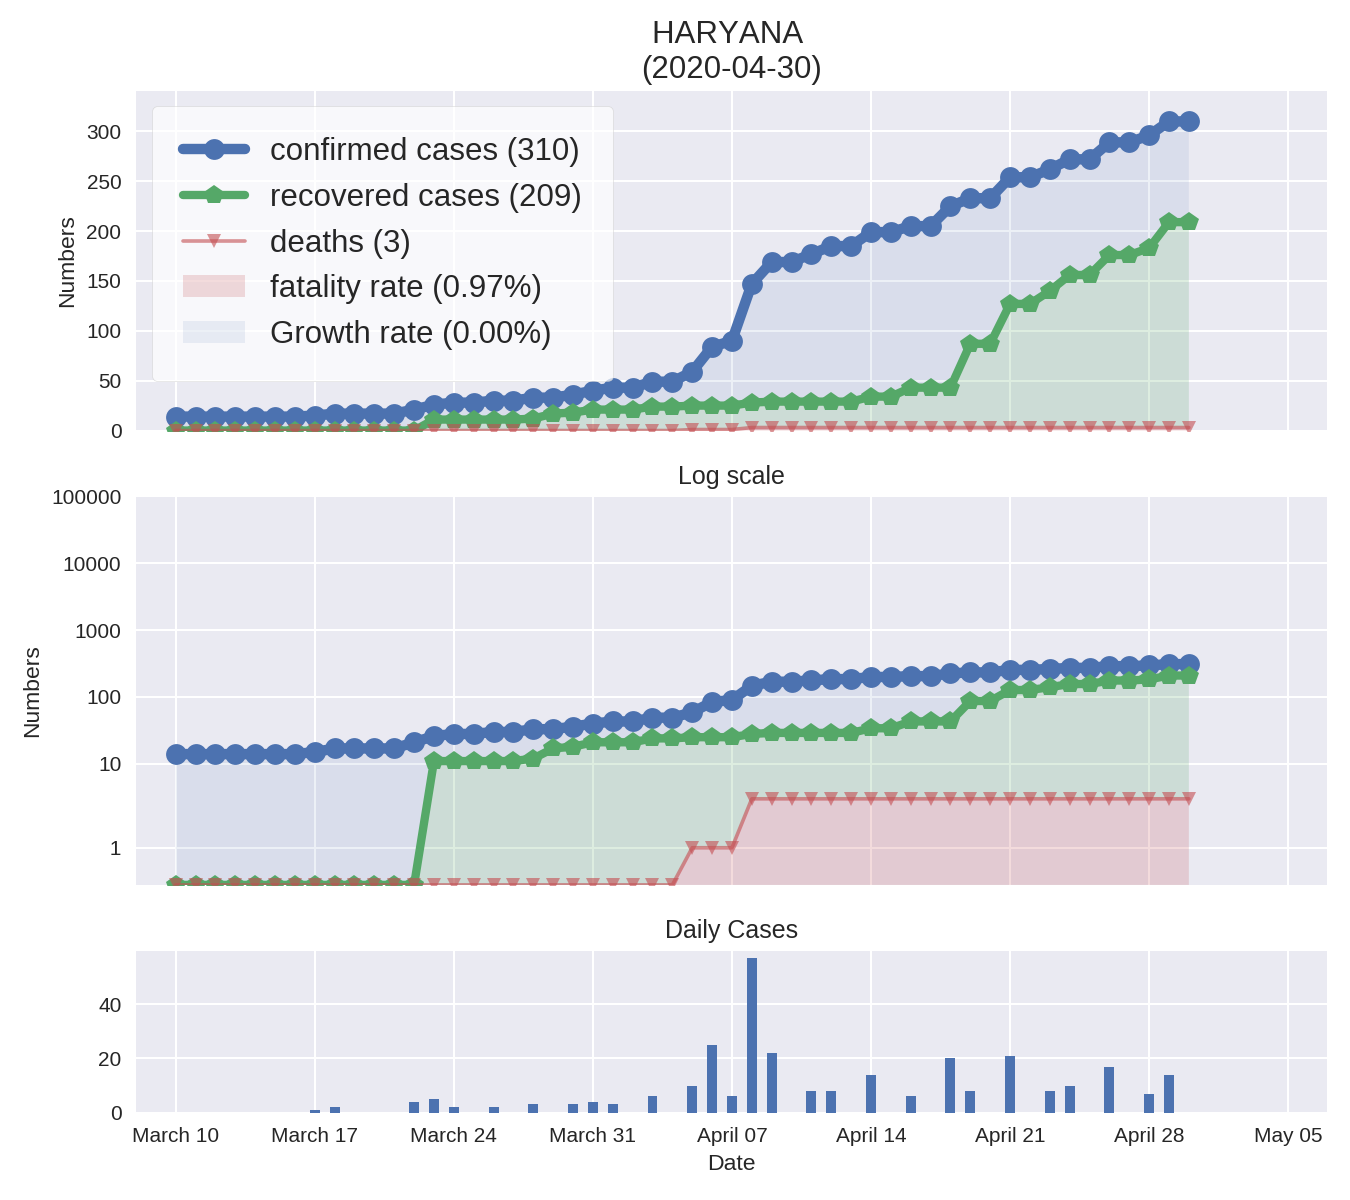 HARYANA
(2020-04-30)
300
250
200
150
100
50
0
Numbers
confirmed cases (310)
recovered cases (209)
deaths (3)
fatality rate (0.97%)
Growth rate (0.00%)
Log scale
100000
10000
1000
100
10
1
Numbers
Daily Cases
40
20
0
March 10 March 17 March 24 March 31 April 07 April 14 April 21 April 28 May 05
Date